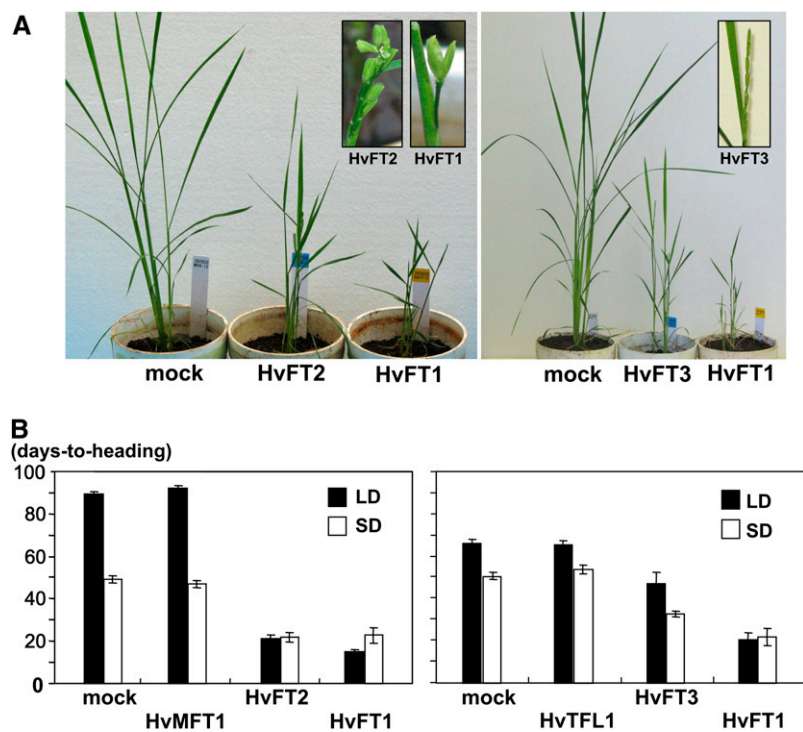 A
HvFT2
HvFT1
HvFT3
mock
HvFT2
HvFT1
mock
HvFT3
HvFT1
B
(days-to-heading)
100
80
60
40
20
0
LD
SD
LD
SD
mock
HvFT2
HvMFT1
HvFT1
mock
HvFT3
HvTFL1
HvFT1